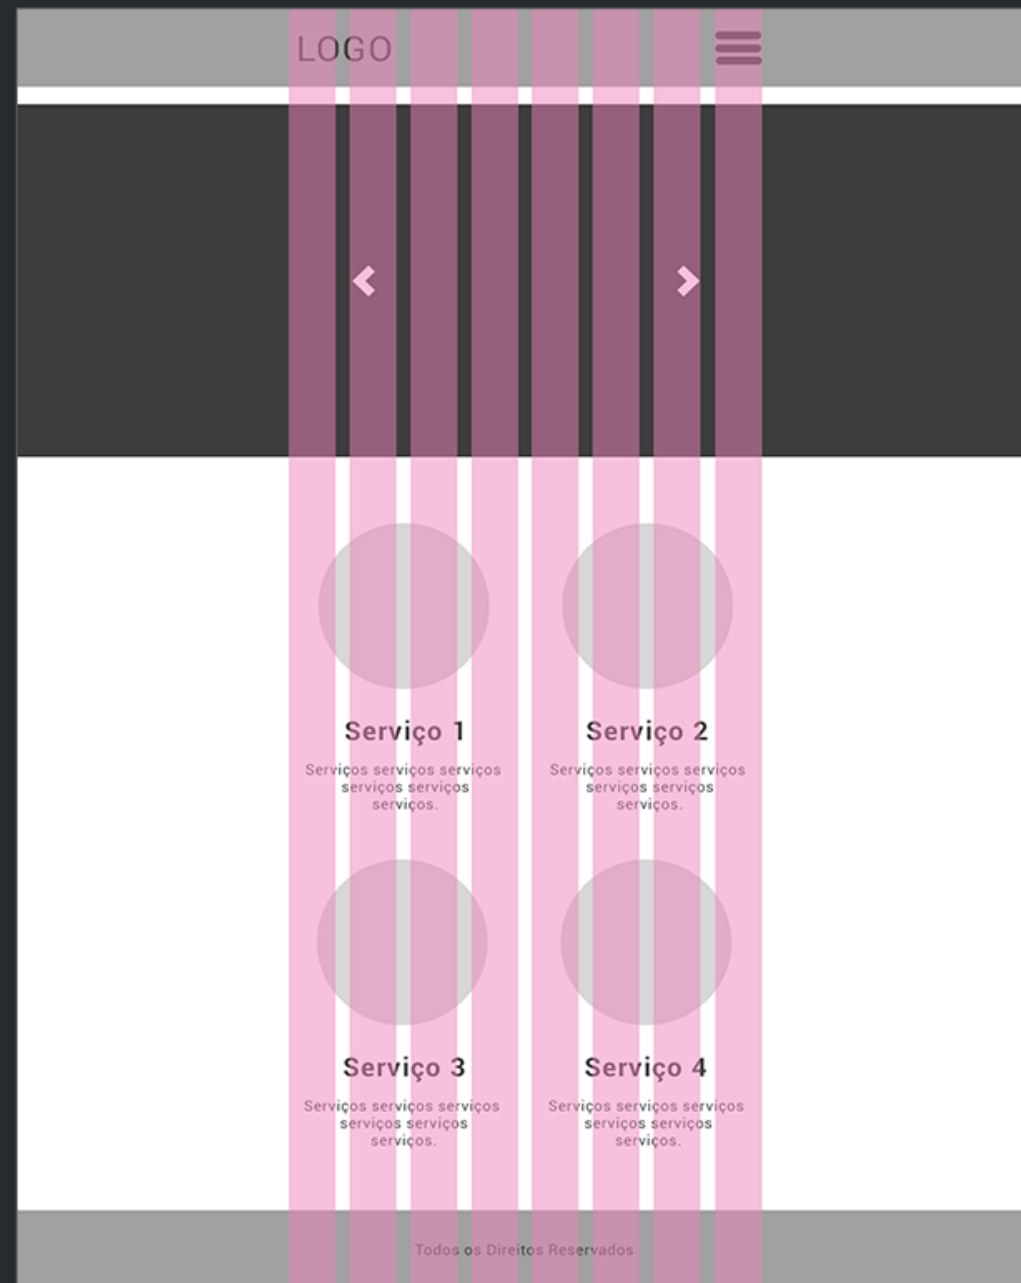 LOGO
Serviço 1
Serviços serviços serviços
serviços serviços
serviços.
Serviço 2
Serviços serviços serviços
serviços serviços
serviços.
Serviço 3
Serviços serviços serviços
serviços serviços
serviços.
Serviço 4
Serviços serviços serviços
serviços serviços
serviços.
Todos os Direitos Reservados